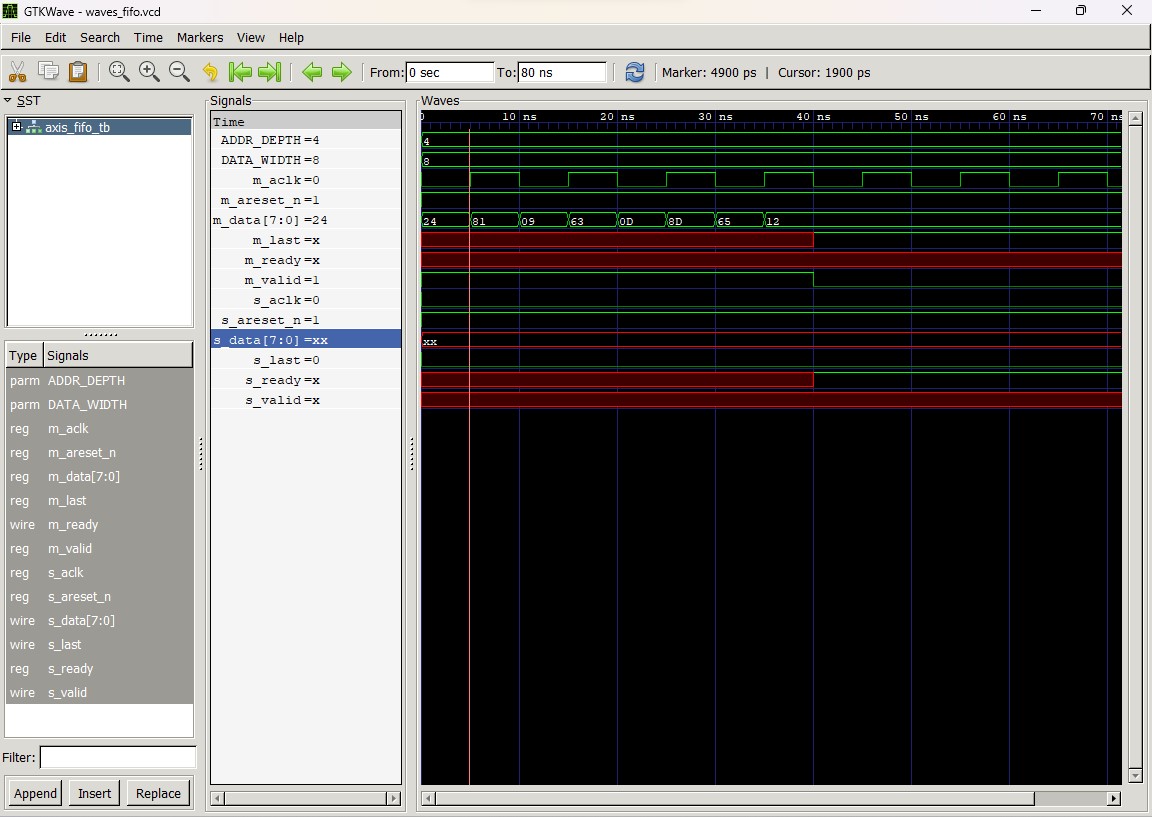 GTKWave - waves_fifo.vcd
File Edit Search Time Markers View Help
From: 0 sec To: 80 ns Marker: 4900 ps | Cursor: 1900 ps
SST
axis_fifo_tb
Type Signals
parm ADDR_DEPTH
parm DATA_WIDTH
reg m_aclk
reg m_areset_n
reg m_data[7:0]
reg m_last
wire m_ready
reg m_valid
reg s_aclk
reg s_areset_n
wire s_data[7:0]
wire s_last
reg s_ready
wire s_valid
Filter:
Append Insert Replace
Signals
Time
ADDR_DEPTH=4
DATA_WIDTH=8
m_aclk=0
m_areset_n=1
m_data[7:0]=24
m_last=x
m_ready=x
m_valid=1
s_aclk=0
s_areset_n=1
s_data[7:0]=xx
s_last=0
s_ready=x
s_valid=x
Waves
10 ns 20 ns 30 ns 40 ns 50 ns 60 ns 70 ns
4
8
24 81 09 63 0D 8D 65 12
xx